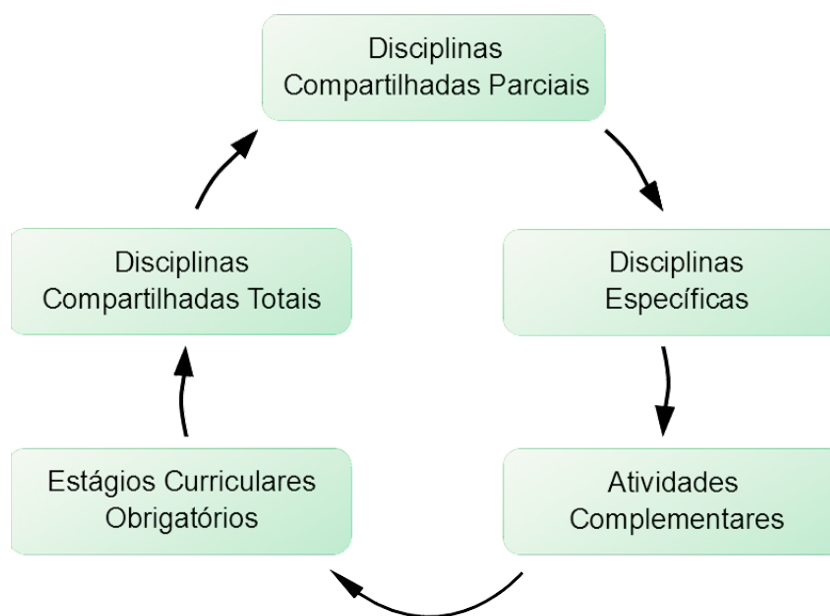 Disciplinas
Compartilhadas Parciais
Disciplinas
Compartilhadas Totais
Disciplinas
Específicas
Estágios Curriculares
Obrigatórios
Atividades
Complementares